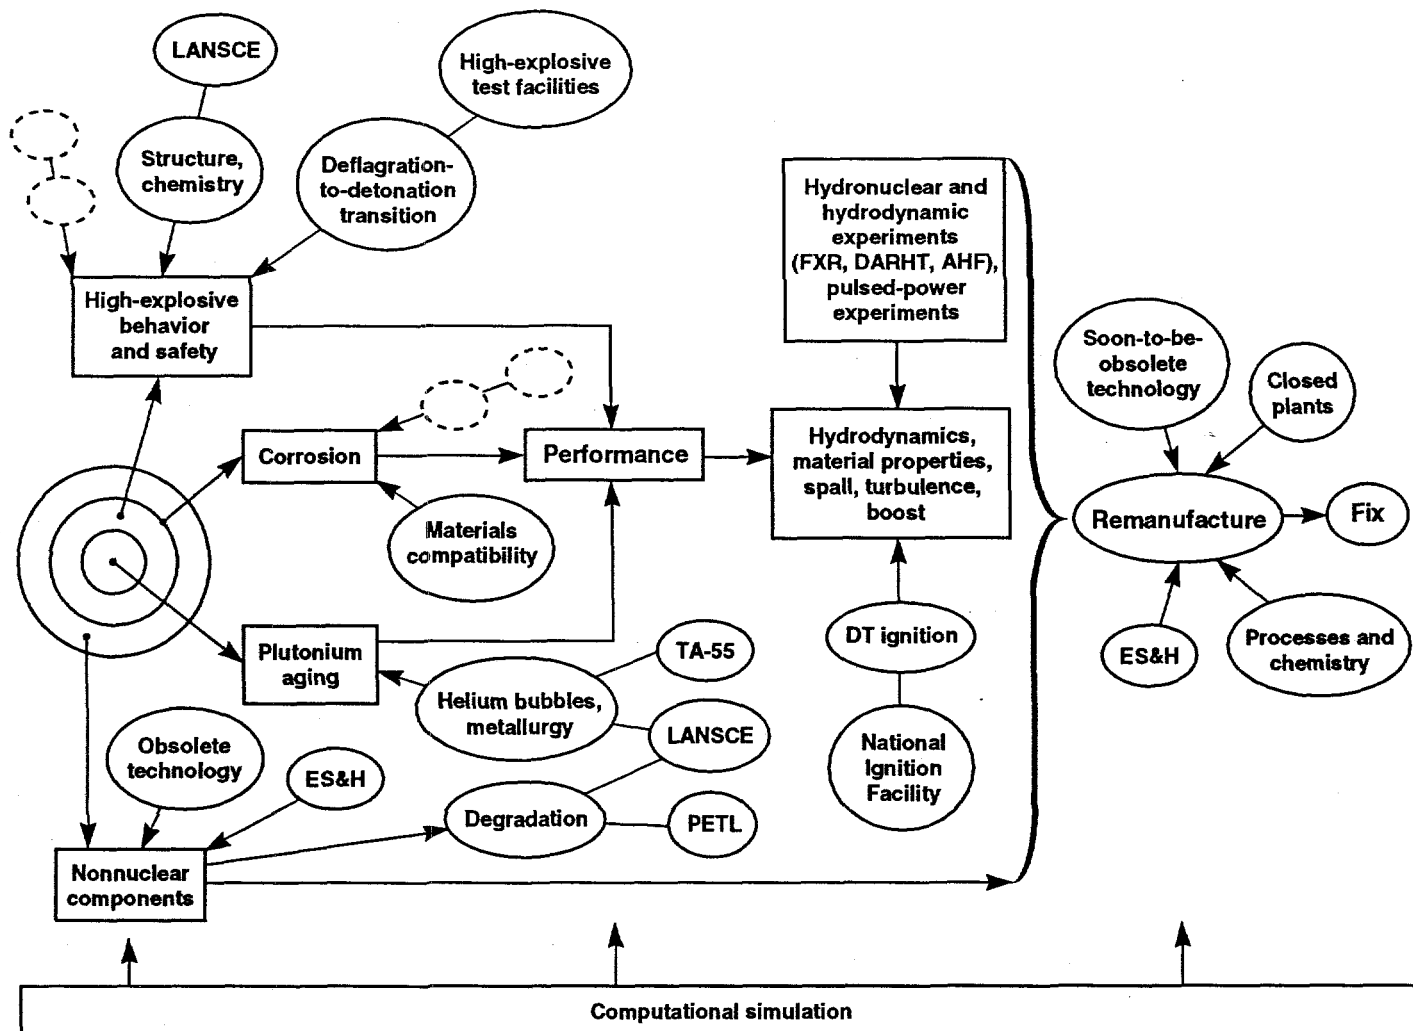 LANSCE
High-explosive
test facilities
Structure,
chemistry
Deflagration-
to-detonation
transition
High-explosive
behavior
and safety
Hydronuclear and
hydrodynamic
experiments
(FXR, DARHT, AHF),
pulsed-power
experiments
Soon-to-be-
obsolete
technology
Closed
plants
Corrosion
Performance
Hydrodynamics,
material properties,
spall, turbulence,
boost
Materials
compatibility
Remanufacture
Fix
Plutonium
aging
Helium bubbles,
metallurgy
TA-55
LANSCE
DT ignition
ES&H
Processes and
chemistry
Obsolete
technology
ES&H
Degradation
PETL
National
Ignition
Facility
Nonnuclear
components
Computational simulation